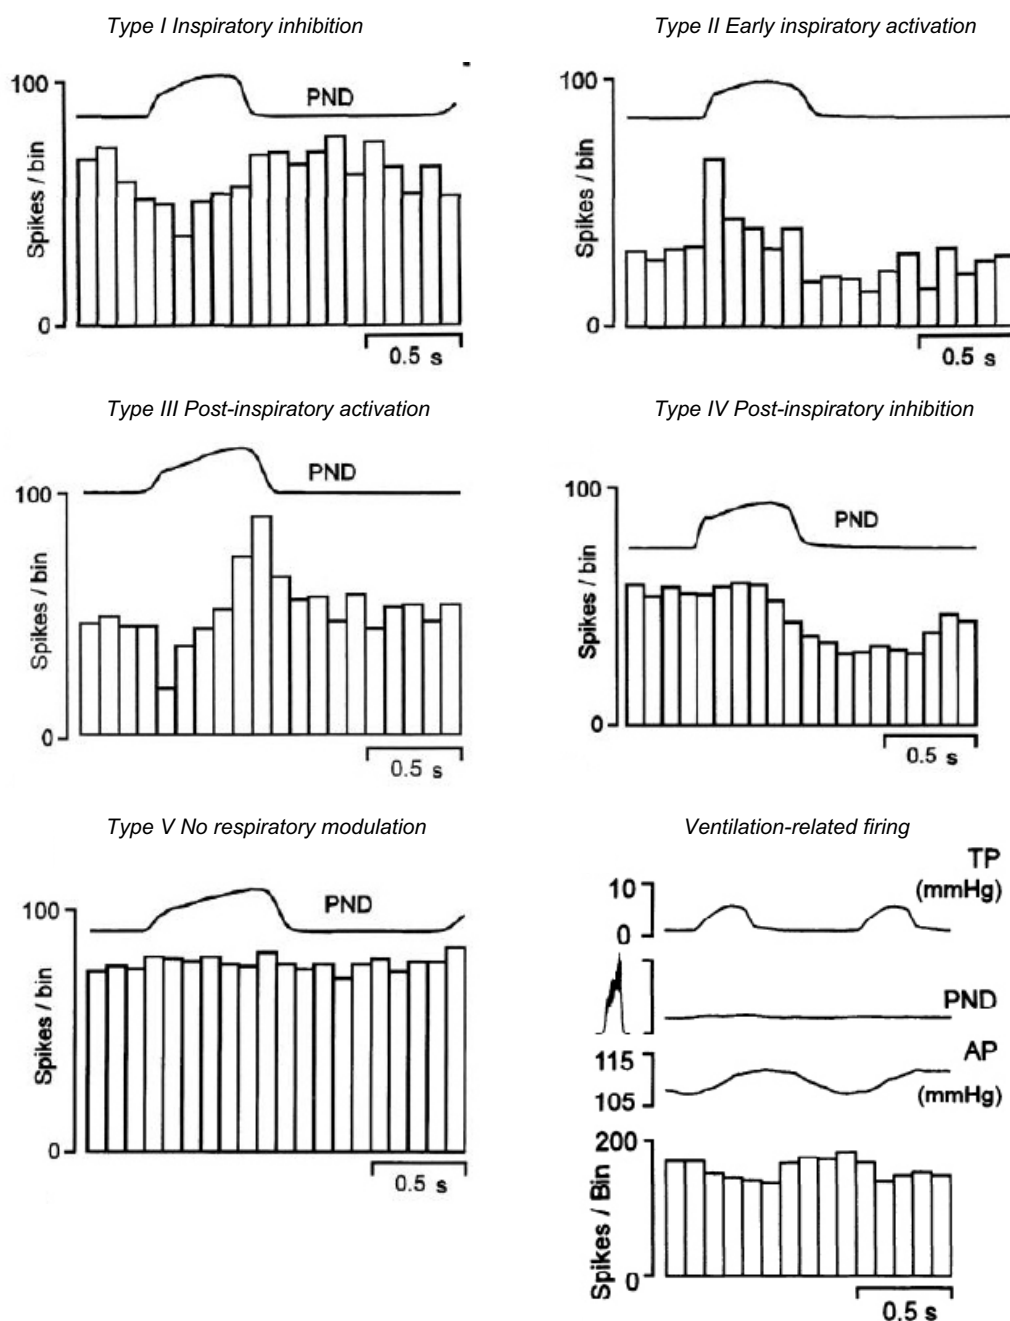 Type I Inspiratory inhibition
100
PND
Spikes / bin
0
0.5 s
Type II Early inspiratory activation
100
Spikes / bin
0
0.5 s
Type III Post-inspiratory activation
PND
100
Spikes / bin
0
0.5 s
Type IV Post-inspiratory inhibition
100
PND
Spikes / bin
0
0.5 s
Type V No respiratory modulation
PND
100
Spikes / bin
0
0.5 s
Ventilation-related firing
TP
(mmHg)
10
0
PND
115
AP
(mmHg)
105
200
Spikes / Bin
0
0.5 s